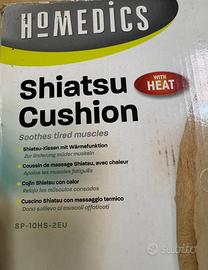 HOMEDICS
Shiatsu
Cushion
WITH
HEAT
Soothes tired muscles
• Shiatsu-Kissen mit Wärmefunktion
Zur Linderung müder Muskeln
• Coussin de massage Shiatsu, avec chaleur
Apaise les muscles fatigués
• Cojín Shiatsu con calor
Relaja los músculos cansados
• Cuscino Shiatsu con massaggio termico
Dona sollievo ai muscoli affaticati
SP-10HS-2EU
subito